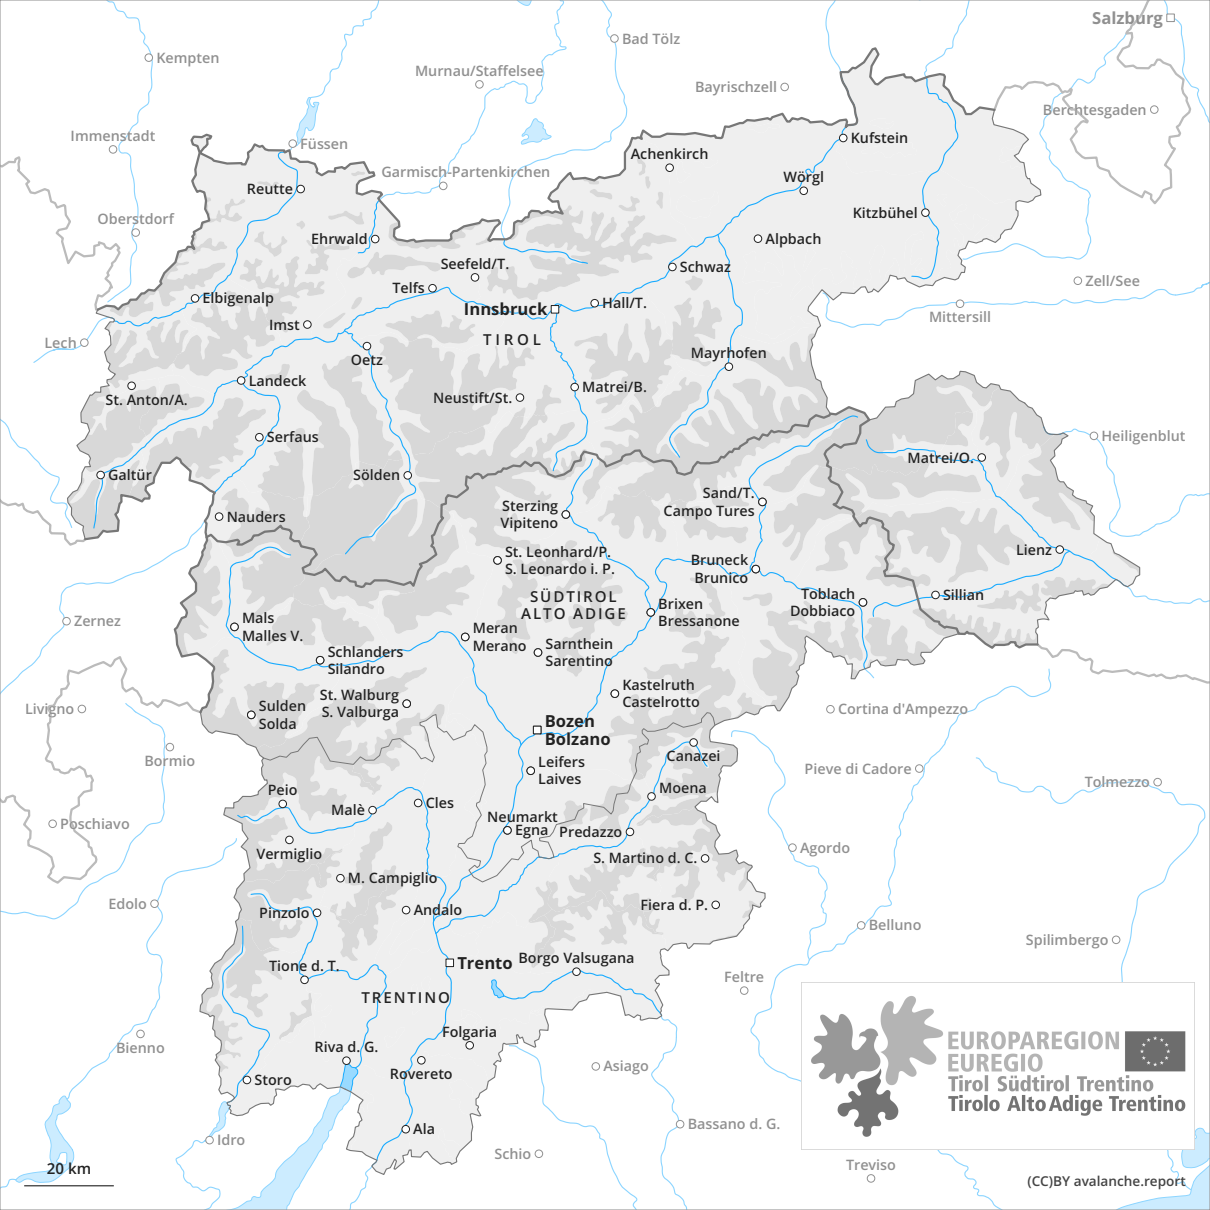 Salzburg
Bad Tölz
Kempten
Murnau/Staffelsee
Bayrischzell
Berchtesgaden
Immenstadt
Füssen
Kufstein
Achenkirch
Garmisch-Partenkirchen
Wörgl
Reutte
Oberstdorf
Kitzbühel
Ehrwald
Alpbach
Seefeld/T.
Schwaz
Zell/See
Telfs
Elbigenalp
Innsbruck
Hall/T.
Mittersill
Imst
TIROL
Lech
Oetz
Mayrhofen
Landeck
Matrei/B.
St. Anton/A.
Neustift/St.
Serfaus
Heiligenblut
Matrei/O.
Galtür
Sölden
Sand/T.
Campo Tures
Sterzing
Vipiteno
Nauders
St. Leonhard/P.
S. Leonardo i. P.
Lienz
Bruneck
Brunico
SÜDTIROL
ALTO ADIGE
Toblach
Dobbiaco
Sillian
Brixen
Bressanone
Zernez
Mals
Malles V.
Meran
Merano
Sarnthein
Sarentino
Schlanders
Silandro
Kastelruth
Castelrotto
St. Walburg
S. Valburga
Sulden
Solda
Livigno
Cortina d'Ampezzo
Bozen
Bolzano
Bormio
Canazei
Leifers
Laives
Pieve di Cadore
Tolmezzo
Peio
Moena
Malè
Cles
Neumarkt
Egna
Predazzo
Poschiavo
Vermiglio
S. Martino d. C.
Agordo
M. Campiglio
Edolo
Pinzolo
Andalo
Fiera d. P.
Belluno
Spilimbergo
Trento
Borgo Valsugana
Tione d. T.
Feltre
TRENTINO
Folgaria
Bienno
Riva d. G.
Rovereto
Asiago
Storo
EUROPAREGION
EUREGIO
Tirol Südtirol Trentino
Tirolo Alto Adige Trentino
Ala
Bassano d. G.
Idro
Schio
Treviso
20 km
(CC)BY avalanche.report